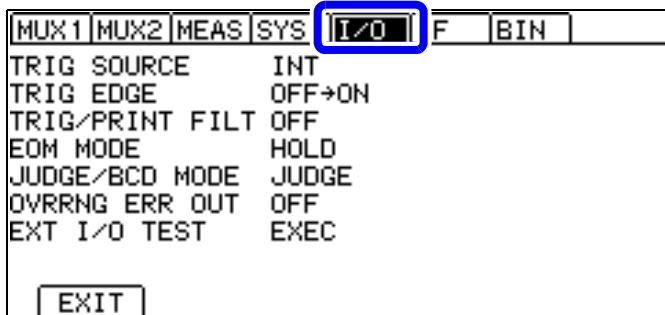 MUX1 MUX2 MEAS SYS I/O F BIN
TRIG SOURCE INT
TRIG EDGE OFF→ON
TRIG/PRINT FILT OFF
EOM MODE HOLD
JUDGE/BCD MODE JUDGE
OVRRNG ERR OUT OFF
EXT I/O TEST EXEC
EXIT